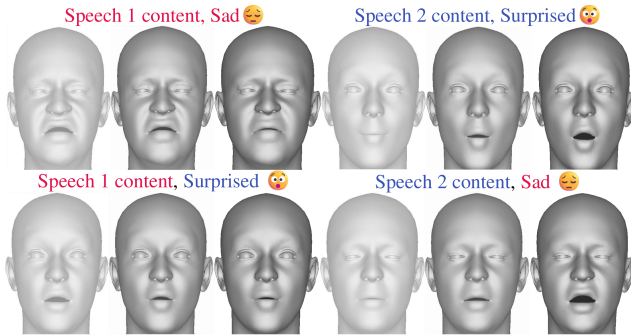 Speech 1 content, Sad😔
Speech 2 content, Surprised😲
Speech 1 content, Surprised 😲
Speech 2 content, Sad 😔